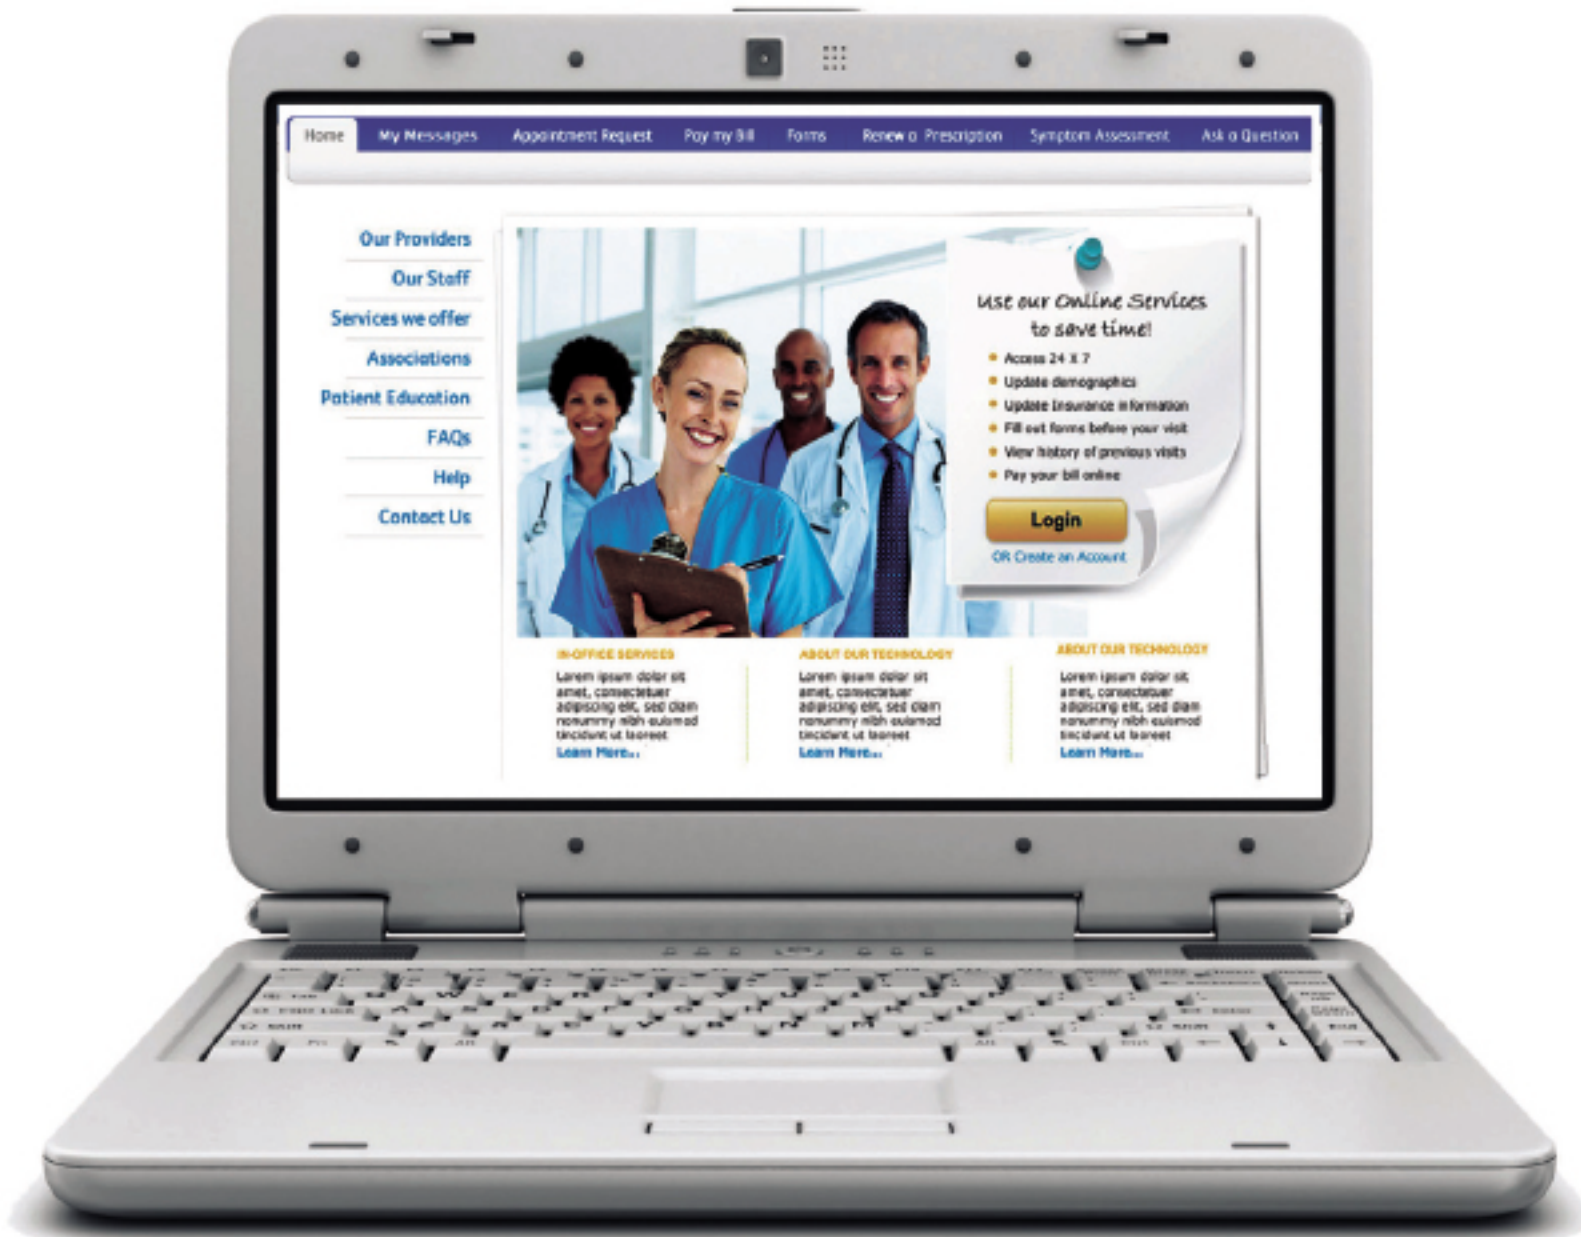 Home My Messages Appointment Request Pay my Bill Forms Renew a Prescription Symptom Assessment Ask a Question
Our Providers
Our Staff
Services we offer
Associations
Patient Education
FAQs
Help
Contact Us
Use our Online Services
to save time!
Access 24 X 7
Update demographics
Update Insurance information
Fill out forms before your visit
View history of previous visits
Pay your bill online
Login
OR Create an Account
IN-OFFICE SERVICES
Lorem ipsum dolor sit
amet, consectetuer
adipiscing elit, sed diam
nonummy nibh euismod
tincidunt ut laoreet
Learn More...
ABOUT OUR TECHNOLOGY
Lorem ipsum dolor sit
amet, consectetuer
adipiscing elit, sed diam
nonummy nibh euismod
tincidunt ut laoreet
Learn More...
ABOUT OUR TECHNOLOGY
Lorem ipsum dolor sit
amet, consectetuer
adipiscing elit, sed diam
nonummy nibh euismod
tincidunt ut laoreet
Learn More...